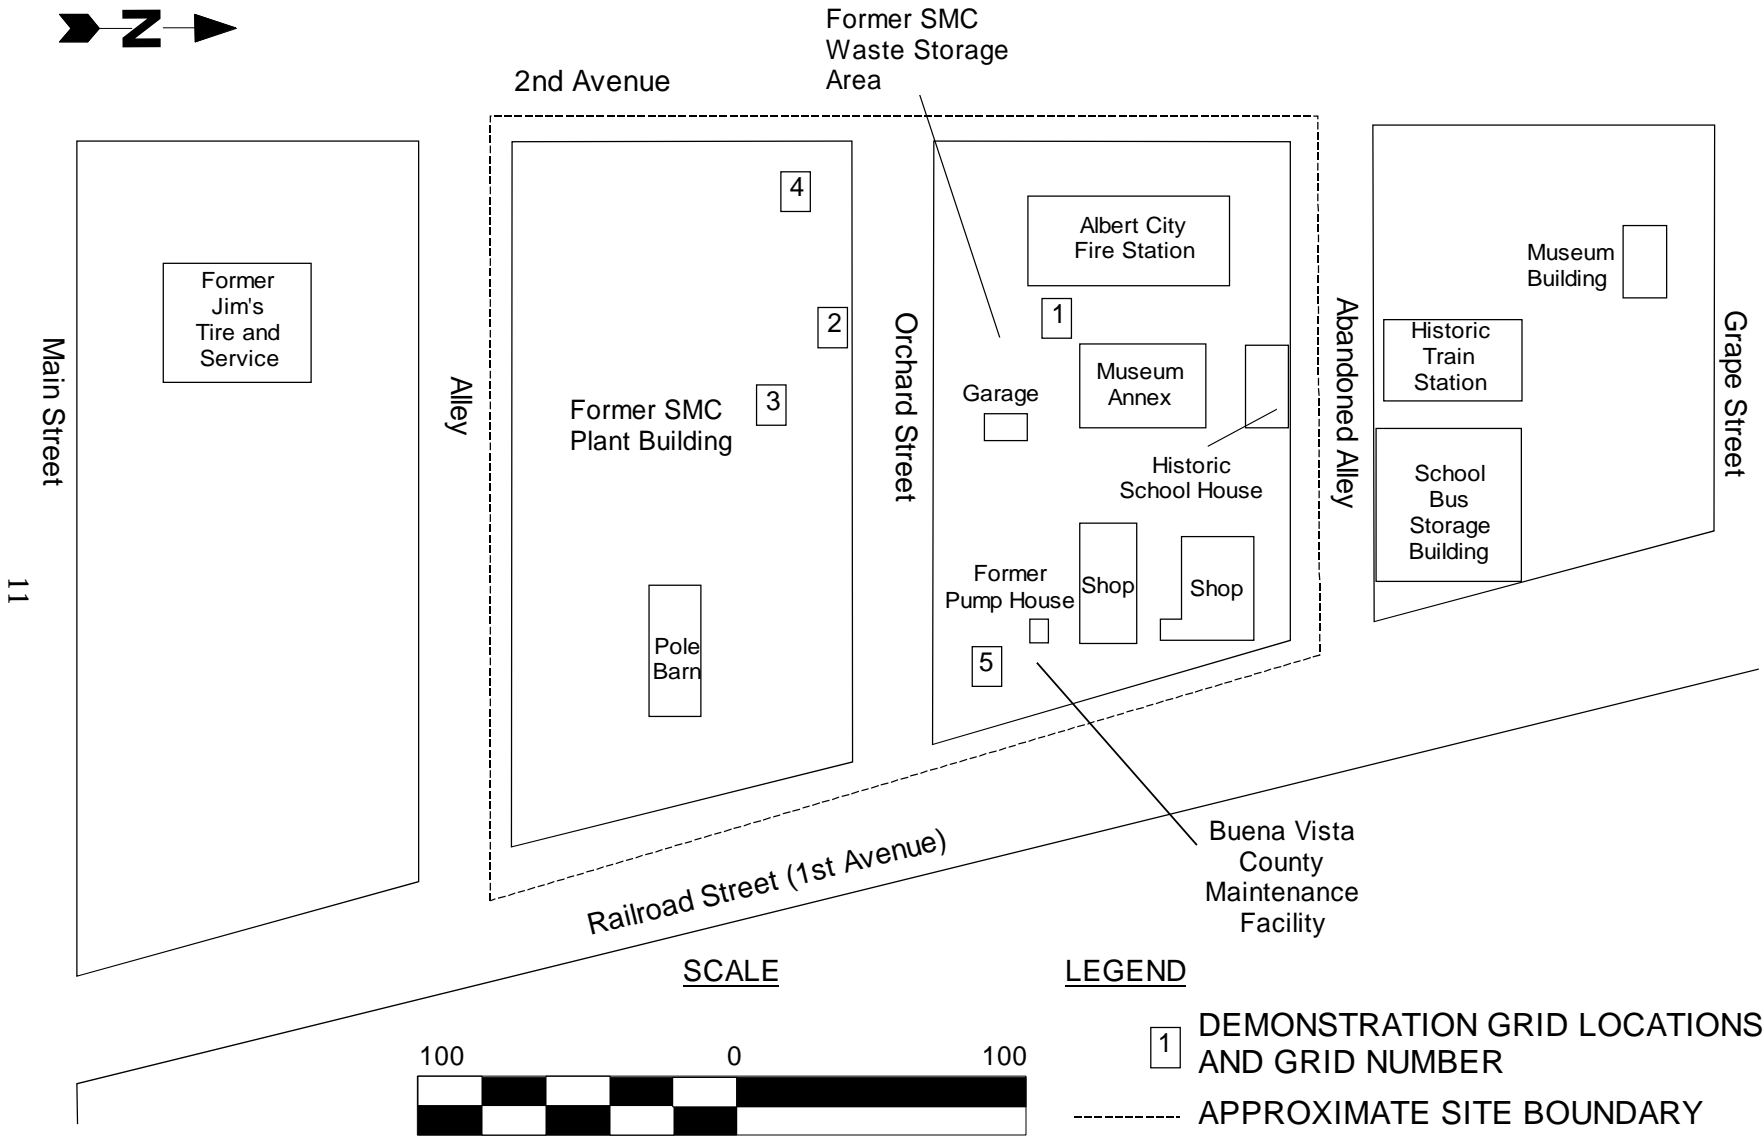 N
Former SMC
Waste Storage
Area
2nd Avenue
4
Albert City
Fire Station
Museum
Building
Former
Jim's
Tire and
Service
2
1
Main Street
Alley
Former SMC
Plant Building
3
Orchard Street
Garage
Museum
Annex
Abandoned Alley
Historic
Train
Station
Grape Street
Historic
School House
School
Bus
Storage
Building
11
Former
Pump House
Shop
Shop
Pole
Barn
5
Railroad Street (1st Avenue)
Buena Vista
County
Maintenance
Facility
SCALE
100 0 100
LEGEND
1 DEMONSTRATION GRID LOCATIONS
AND GRID NUMBER
APPROXIMATE SITE BOUNDARY